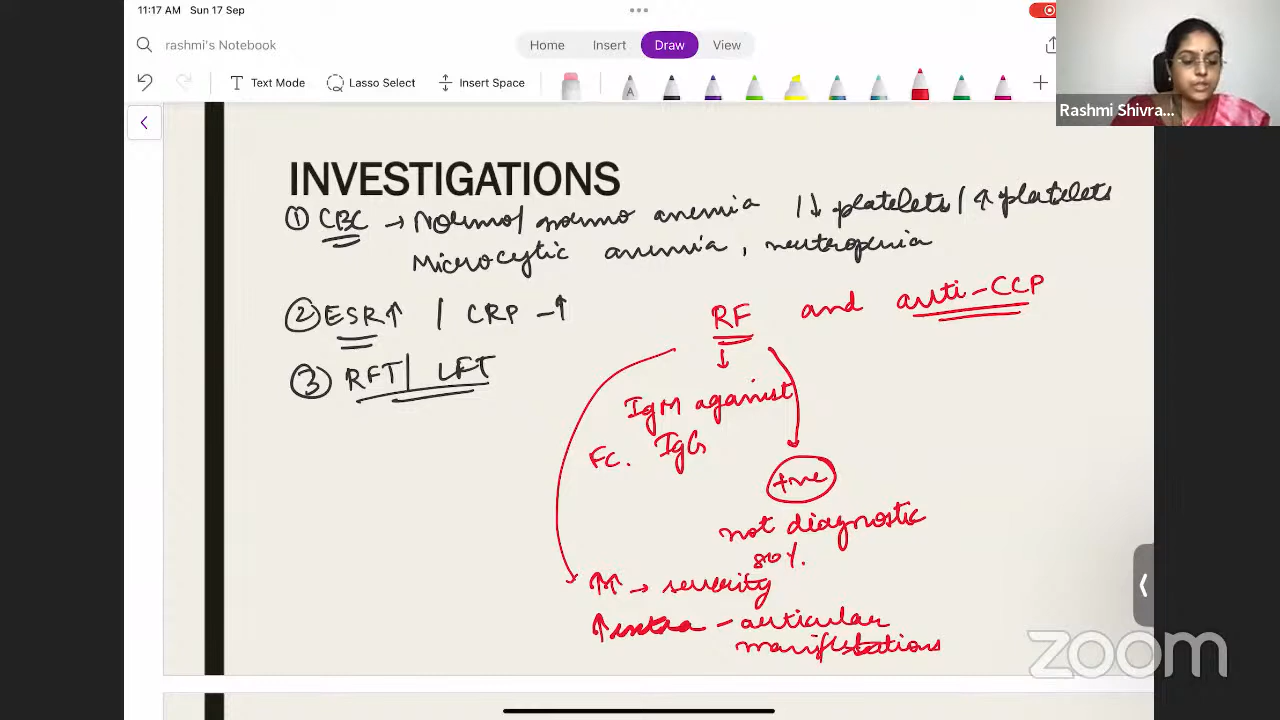 11:17 AM Sun 17 Sep
rashmi's Notebook
Home Insert Draw View
Text Mode Lasso Select Insert Space
A
Rashmi Shivra...
INVESTIGATIONS
① CBC → Normo/normo anemia /↓ platelets/↑ platelets
Microcytic anemia, neutropenia
② ESR↑ / CRP -↑
RF and anti-CCP
③ RFT/ LFT
↓
IgM against
FC. IgG
+ve
not diagnostic
80%.
↑↑ → severity
↑ - articular
manifestations
zoom